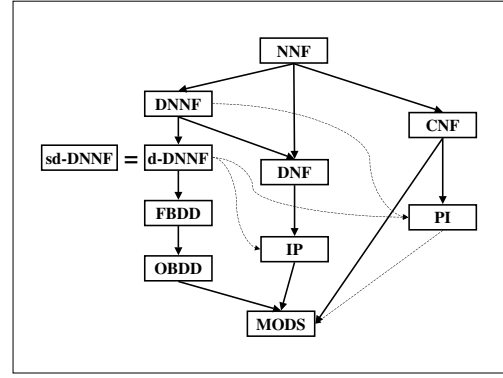 NNF
DNNF
CNF
sd-DNNF = d-DNNF
DNF
FBDD
PI
IP
OBDD
MODS